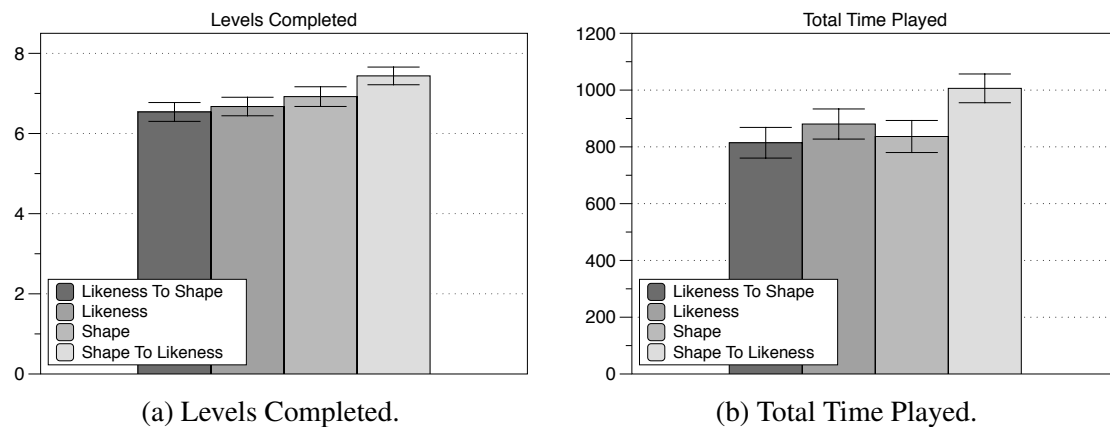 Levels Completed
8
6
4
2
0
Likeness To Shape
Likeness
Shape
Shape To Likeness
(a) Levels Completed.
Total Time Played
1200
1000
800
600
400
200
0
Likeness To Shape
Likeness
Shape
Shape To Likeness
(b) Total Time Played.